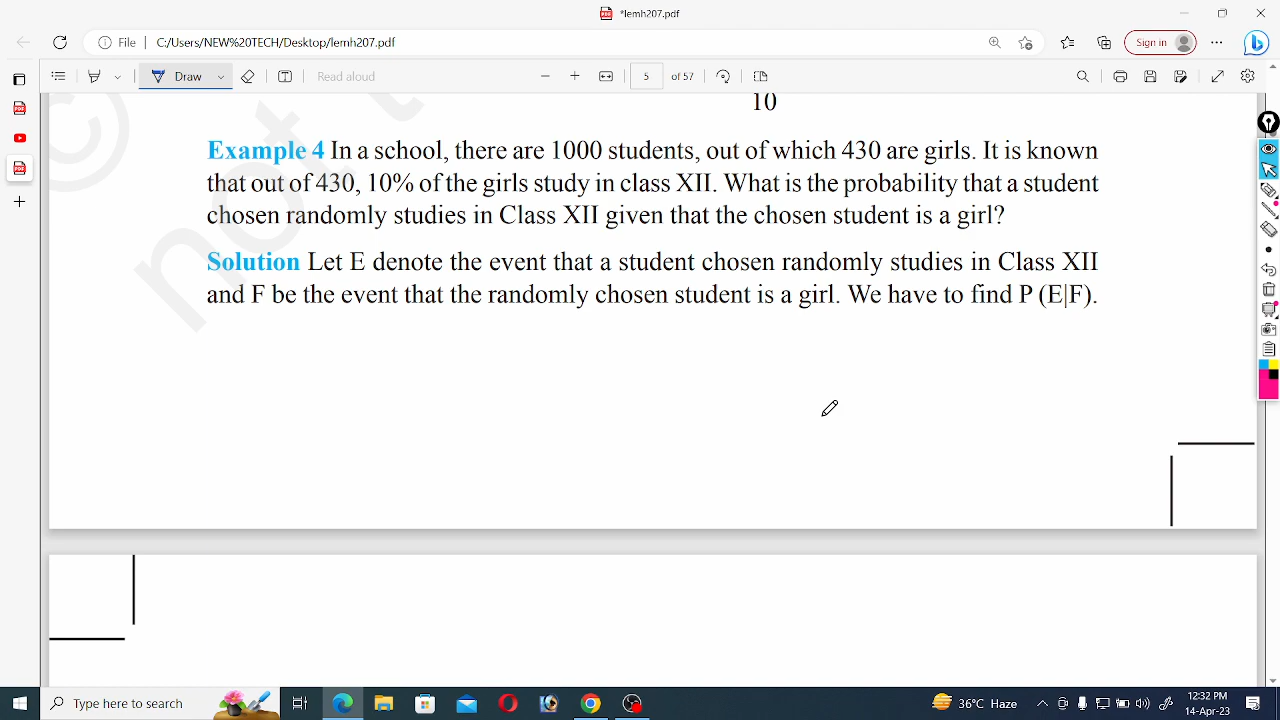 *lemh207.pdf
File | C:/Users/NEW%20TECH/Desktop/lemh207.pdf
Sign in
Draw
Read aloud
5 of 57
10
Example 4 In a school, there are 1000 students, out of which 430 are girls. It is known
that out of 430, 10% of the girls study in class XII. What is the probability that a student
chosen randomly studies in Class XII given that the chosen student is a girl?
Solution Let E denote the event that a student chosen randomly studies in Class XII
and F be the event that the randomly chosen student is a girl. We have to find P (E|F).
© not t
Type here to search
36°C Haze
12:32 PM
14-Apr-23